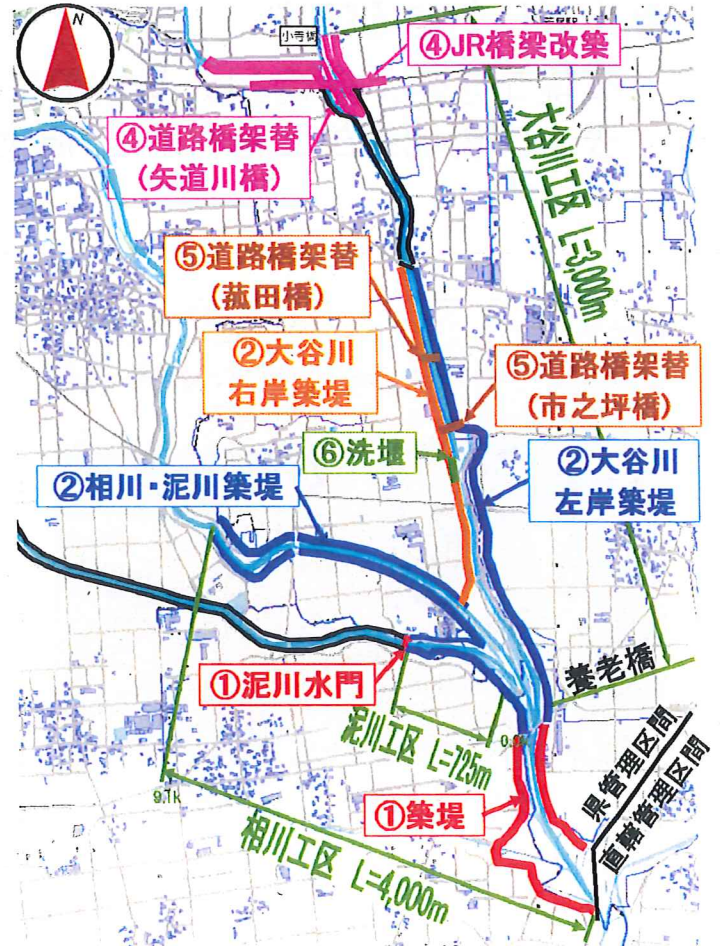 N
小寺橋
④JR橋梁改築
④道路橋架替
(矢道川橋)
大谷川工区 L=3,000m
⑤道路橋架替
(菰田橋)
②大谷川
右岸築堤
⑤道路橋架替
(市之坪橋)
⑥洗堰
②相川・泥川築堤
②大谷川
左岸築堤
①泥川水門
養老橋
泥川工区 L=725m
県管理区間
直轄管理区間
9.1k
①築堤
相川工区 L=4,000m